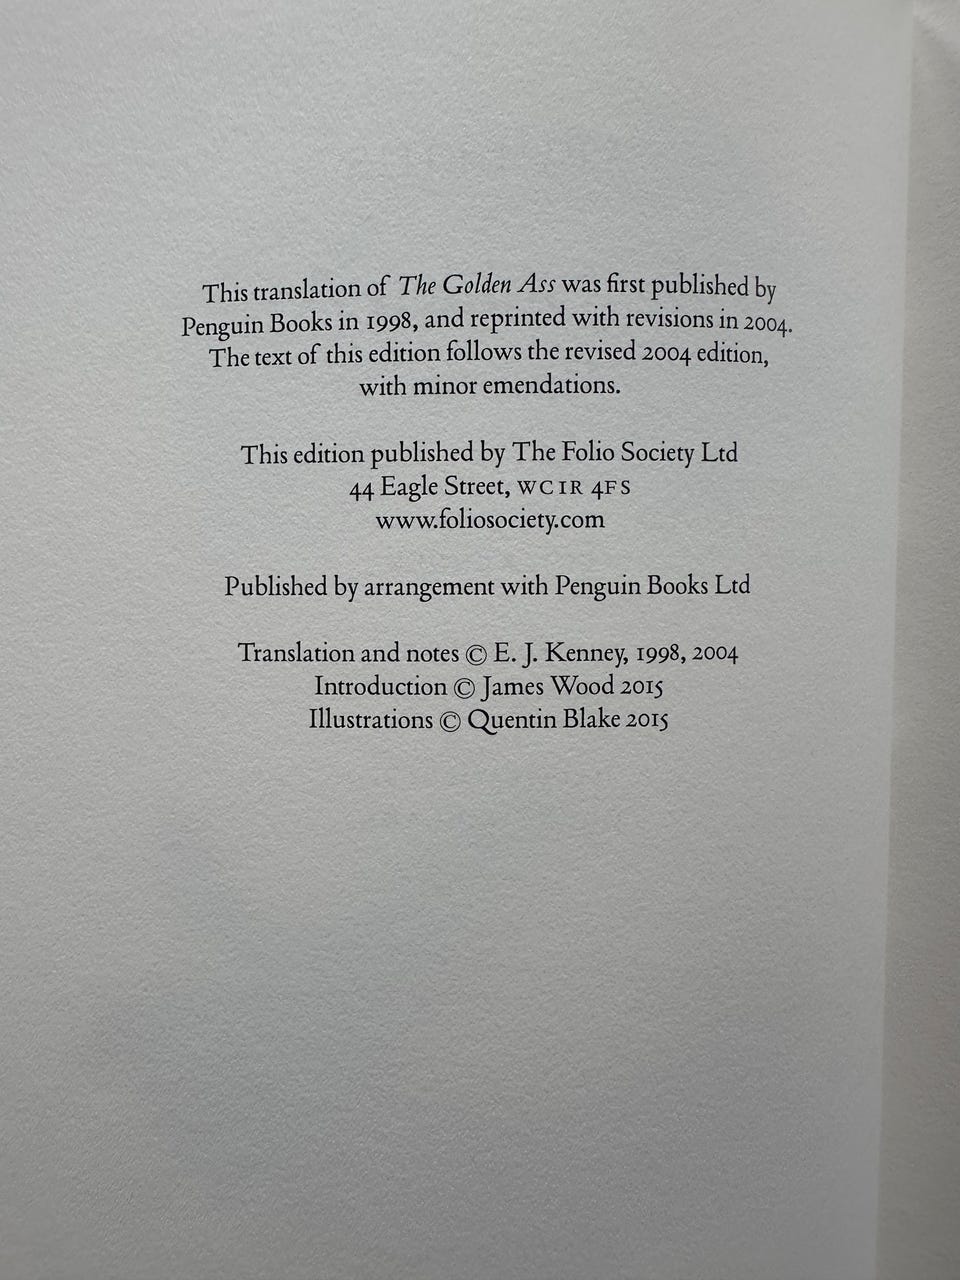 This translation of The Golden Ass was first published by
Penguin Books in 1998, and reprinted with revisions in 2004.
The text of this edition follows the revised 2004 edition,
with minor emendations.
This edition published by The Folio Society Ltd
44 Eagle Street, WC1R 4FS
www.foliosociety.com
Published by arrangement with Penguin Books Ltd
Translation and notes © E. J. Kenney, 1998, 2004
Introduction © James Wood 2015
Illustrations © Quentin Blake 2015